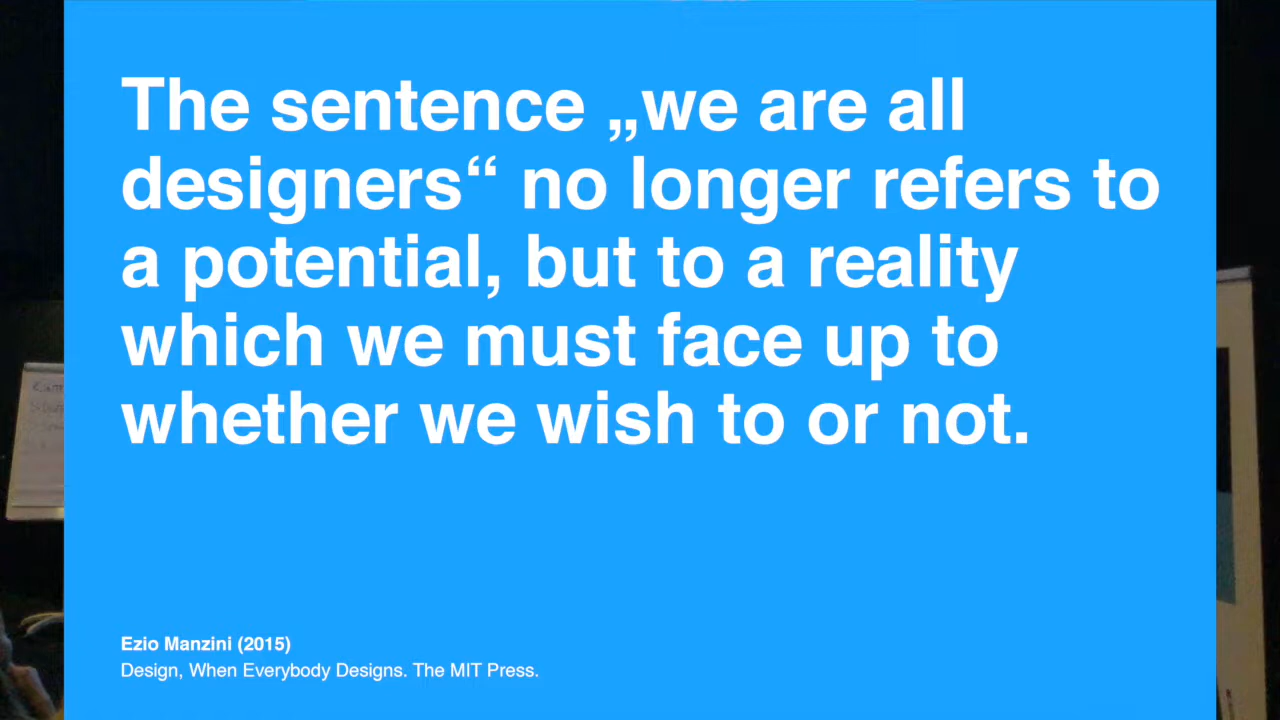 The sentence „we are all
designers“ no longer refers to
a potential, but to a reality
which we must face up to
whether we wish to or not.
Ezio Manzini (2015)
Design, When Everybody Designs. The MIT Press.